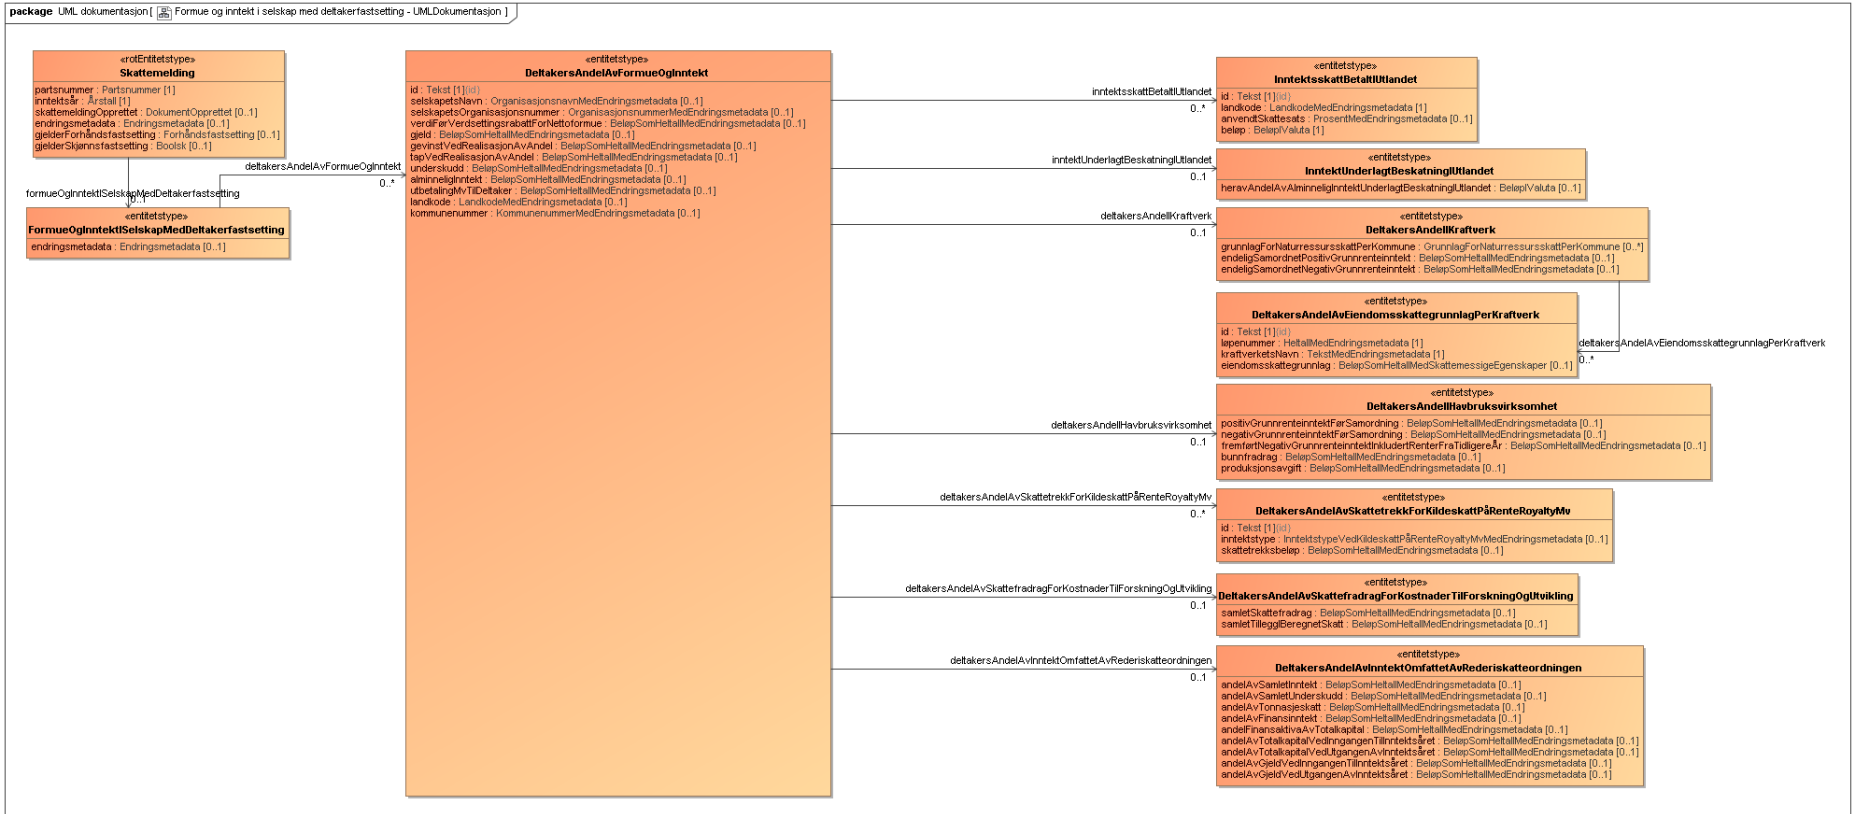 package UML dokumentasjon [ Formue og inntekt i selskap med deltakerfastsetting - UMLDokumentasjon ]
«rotEntitetstype»
Skattemelding
partsnummer : Partsnummer [1]
inntektsår : Årstall [1]
skattemeldingOpprettet : DokumentOpprettet [0..1]
endringsmetadata : Endringsmetadata [0..1]
gjelderForhåndsfastsetting : Forhåndsfastsetting [0..1]
gjelderSkjønnsfastsetting : Boolsk [0..1]
formueOgInntektISelskapMedDeltakerfastsetting
0..1
«entitetstype»
FormueOgInntektISelskapMedDeltakerfastsetting
endringsmetadata : Endringsmetadata [0..1]
deltakersAndelAvFormueOgInntekt
0..*
«entitetstype»
DeltakersAndelAvFormueOgInntekt
id : Tekst [1]{id}
selskapetsNavn : OrganisasjonsnavnMedEndringsmetadata [0..1]
selskapetsOrganisasjonsnummer : OrganisasjonsnummerMedEndringsmetadata [0..1]
verdiFørVerdsettingsrabattForNettoformue : BeløpSomHeltallMedEndringsmetadata [0..1]
gjeld : BeløpSomHeltallMedEndringsmetadata [0..1]
gevinstVedRealisasjonAvAndel : BeløpSomHeltallMedEndringsmetadata [0..1]
tapVedRealisasjonAvAndel : BeløpSomHeltallMedEndringsmetadata [0..1]
underskudd : BeløpSomHeltallMedEndringsmetadata [0..1]
alminneligInntekt : BeløpSomHeltallMedEndringsmetadata [0..1]
utbetalingMvTilDeltaker : BeløpSomHeltallMedEndringsmetadata [0..1]
landkode : LandkodeMedEndringsmetadata [0..1]
kommunenummer : KommunenummerMedEndringsmetadata [0..1]
inntektsskattBetaltIUtlandet
0..*
«entitetstype»
InntektsskattBetaltIUtlandet
id : Tekst [1]{id}
landkode : LandkodeMedEndringsmetadata [1]
anvendtSkattesats : ProsentMedEndringsmetadata [0..1]
beløp : BeløpIValuta [1]
inntektUnderlagtBeskatningIUtlandet
0..1
«entitetstype»
InntektUnderlagtBeskatningIUtlandet
heravAndelAvAlminneligInntektUnderlagtBeskatningIUtlandet : BeløpIValuta [0..1]
deltakersAndelIKraftverk
0..1
«entitetstype»
DeltakersAndelIKraftverk
grunnlagForNaturressursskattPerKommune : GrunnlagForNaturressursskattPerKommune [0..*]
endeligSamordnetPositivGrunnrenteinntekt : BeløpSomHeltallMedEndringsmetadata [0..1]
endeligSamordnetNegativGrunnrenteinntekt : BeløpSomHeltallMedEndringsmetadata [0..1]
«entitetstype»
DeltakersAndelAvEiendomsskattegrunnlagPerKraftverk
id : Tekst [1]{id}
løpenummer : HeltallMedEndringsmetadata [1]
kraftverketsNavn : TekstMedEndringsmetadata [1]
eiendomsskattegrunnlag : BeløpSomHeltallMedSkattemessigeEgenskaper [0..1]
deltakersAndelAvEiendomsskattegrunnlagPerKraftverk
0..*
deltakersAndelIHavbruksvirksomhet
0..1
«entitetstype»
DeltakersAndelIHavbruksvirksomhet
positivGrunnrenteinntektFørSamordning : BeløpSomHeltallMedEndringsmetadata [0..1]
negativGrunnrenteinntektFørSamordning : BeløpSomHeltallMedEndringsmetadata [0..1]
fremførtNegativGrunnrenteinntektInkludertRenterFraTidligereÅr : BeløpSomHeltallMedEndringsmetadata [0..1]
bunnfradrag : BeløpSomHeltallMedEndringsmetadata [0..1]
produksjonsavgift : BeløpSomHeltallMedEndringsmetadata [0..1]
deltakersAndelAvSkattetrekkForKildeskattPåRenteRoyaltyMv
0..*
«entitetstype»
DeltakersAndelAvSkattetrekkForKildeskattPåRenteRoyaltyMv
id : Tekst [1]{id}
inntektstype : InntektstypeVedKildeskattPåRenteRoyaltyMvMedEndringsmetadata [0..1]
skattetrekksbeløp : BeløpSomHeltallMedEndringsmetadata [0..1]
deltakersAndelAvSkattefradragForKostnaderTilForskningOgUtvikling
0..1
«entitetstype»
DeltakersAndelAvSkattefradragForKostnaderTilForskningOgUtvikling
samletSkattefradrag : BeløpSomHeltallMedEndringsmetadata [0..1]
samletTilleggIBeregnetSkatt : BeløpSomHeltallMedEndringsmetadata [0..1]
deltakersAndelAvInntektOmfattetAvRederiskatteordningen
0..1
«entitetstype»
DeltakersAndelAvInntektOmfattetAvRederiskatteordningen
andelAvSamletInntekt : BeløpSomHeltallMedEndringsmetadata [0..1]
andelAvSamletUnderskudd : BeløpSomHeltallMedEndringsmetadata [0..1]
andelAvTonnasjeskatt : BeløpSomHeltallMedEndringsmetadata [0..1]
andelAvFinansinntekt : BeløpSomHeltallMedEndringsmetadata [0..1]
andelFinansaktivaAvTotalkapital : BeløpSomHeltallMedEndringsmetadata [0..1]
andelAvTotalkapitalVedInngangenTilInntektsåret : BeløpSomHeltallMedEndringsmetadata [0..1]
andelAvTotalkapitalVedUtgangenAvInntektsåret : BeløpSomHeltallMedEndringsmetadata [0..1]
andelAvGjeldVedInngangenTilInntektsåret : BeløpSomHeltallMedEndringsmetadata [0..1]
andelAvGjeldVedUtgangenAvInntektsåret : BeløpSomHeltallMedEndringsmetadata [0..1]